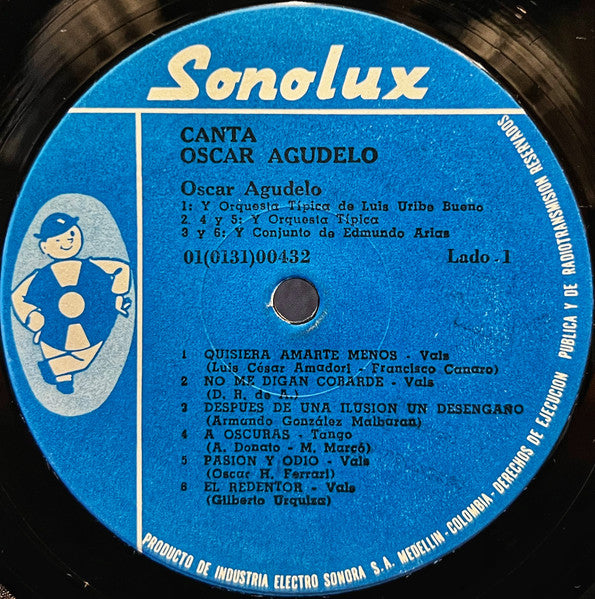 Sonolux
CANTA
OSCAR AGUDELO
Oscar Agudelo
1: Y Orquesta Típica de Luis Uribe Bueno
2. 4 y 5: Y Orquesta Típica
3 y 6: Y Conjunto de Edmundo Arias
01(0131)00432 Lado - 1
1 QUISIERA AMARTE MENOS - Vals
(Luis César Amadori - Francisco Canaro)
2 NO ME DIGAN COBARDE - Vals
(D. R. de A.)
3 DESPUES DE UNA ILUSION UN DESENGAÑO
(Armando González Malbaran)
4 A OSCURAS - Tango
(A. Donato - M. Marcó)
5 PASION Y ODIO - Vals
(Oscar H. Ferrari)
6 EL REDENTOR - Vals
(Gilberto Urquiza)
PRODUCTO DE INDUSTRIA ELECTRO SONORA S. A. MEDELLIN - COLOMBIA - DERECHOS DE EJECUCION PUBLICA Y DE RADIOTRANSMISION RESERVADOS